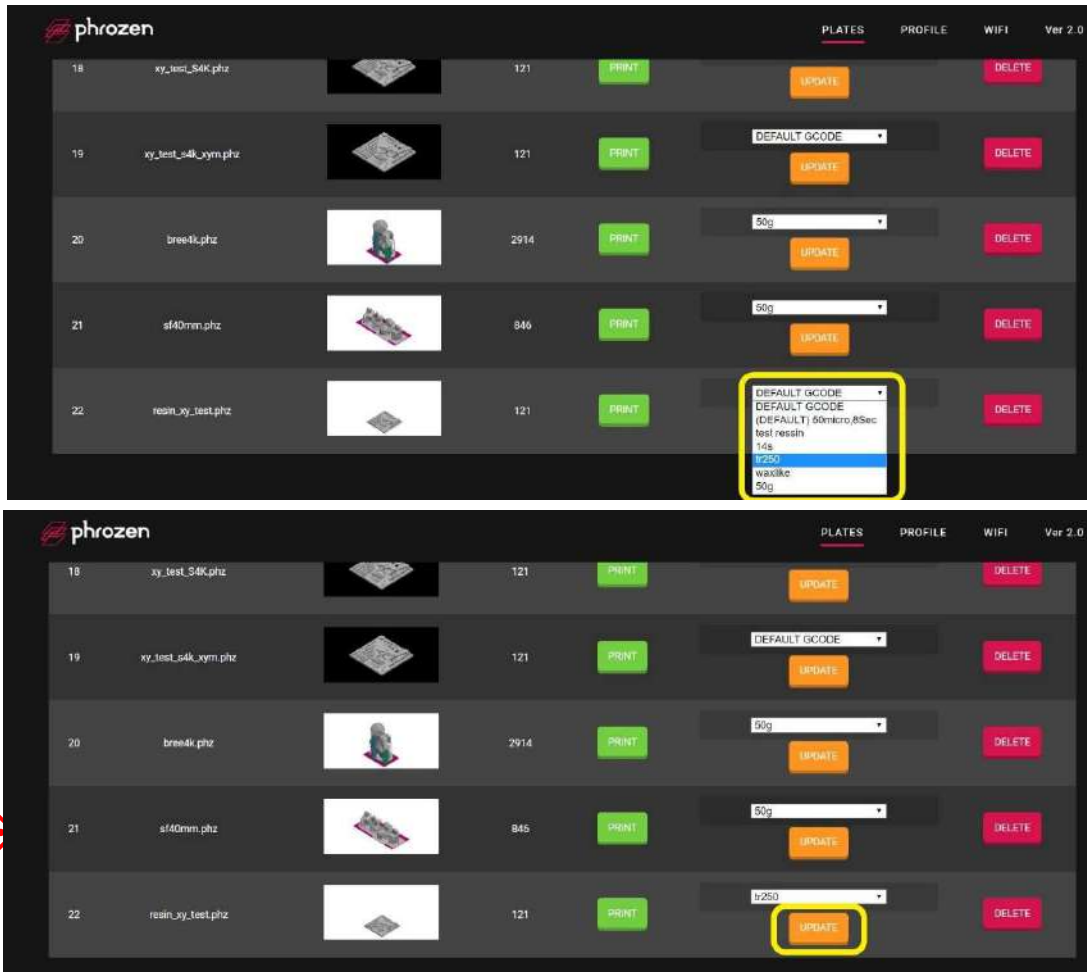 phrozen PLATES PROFILE WIFI Ver 2.0
18 xy_test_S4K.phz 121 PRINT UPDATE DELETE
DEFAULT GCODE
19 xy_test_s4k_xym.phz 121 PRINT UPDATE DELETE
50g
20 bree4k.phz 2914 PRINT UPDATE DELETE
50g
21 sf40mm.phz 846 PRINT UPDATE DELETE
DEFAULT GCODE
22 resin_xy_test.phz 121 PRINT DELETE
DEFAULT GCODE
(DEFAULT) 50micro,8Sec
test ressin
14s
tr250
waxlike
50g
phrozen PLATES PROFILE WIFI Ver 2.0
18 xy_test_S4K.phz 121 PRINT UPDATE DELETE
DEFAULT GCODE
19 xy_test_s4k_xym.phz 121 PRINT UPDATE DELETE
50g
20 bree4k.phz 2914 PRINT UPDATE DELETE
50g
21 sf40mm.phz 845 PRINT UPDATE DELETE
tr250
22 resin_xy_test.phz 121 PRINT UPDATE DELETE